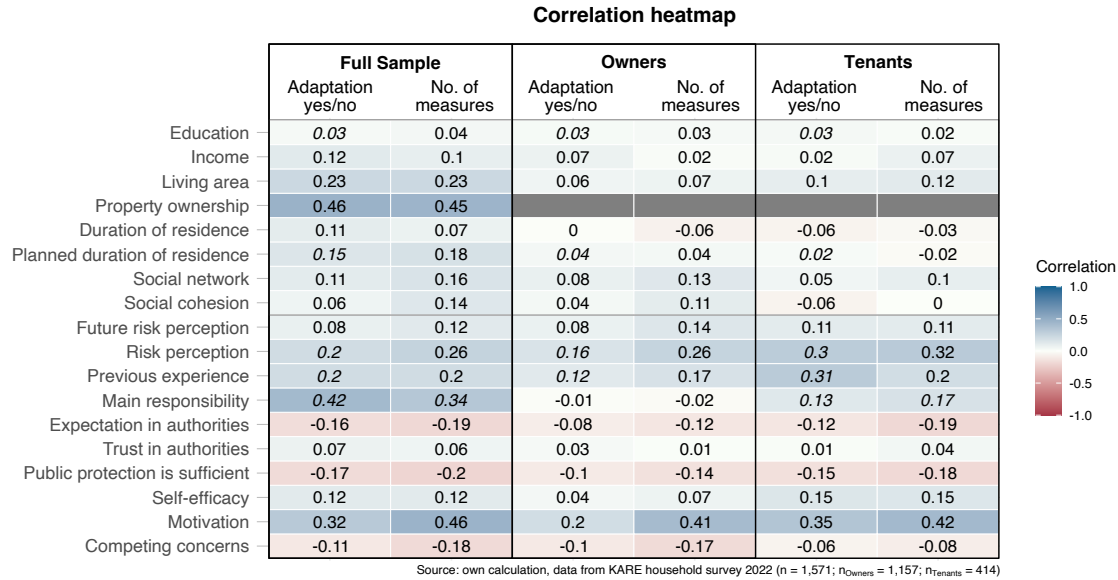 Correlation heatmap
Full Sample Owners Tenants
Adaptation yes/no No. of measures Adaptation yes/no No. of measures Adaptation yes/no No. of measures
Education 0.03 0.04 0.03 0.03 0.03 0.02
Income 0.12 0.1 0.07 0.02 0.02 0.07
Living area 0.23 0.23 0.06 0.07 0.1 0.12
Property ownership 0.46 0.45
Duration of residence 0.11 0.07 0 -0.06 -0.06 -0.03
Planned duration of residence 0.15 0.18 0.04 0.04 0.02 -0.02
Social network 0.11 0.16 0.08 0.13 0.05 0.1
Social cohesion 0.06 0.14 0.04 0.11 -0.06 0
Future risk perception 0.08 0.12 0.08 0.14 0.11 0.11
Risk perception 0.2 0.26 0.16 0.26 0.3 0.32
Previous experience 0.2 0.2 0.12 0.17 0.31 0.2
Main responsibility 0.42 0.34 -0.01 -0.02 0.13 0.17
Expectation in authorities -0.16 -0.19 -0.08 -0.12 -0.12 -0.19
Trust in authorities 0.07 0.06 0.03 0.01 0.01 0.04
Public protection is sufficient -0.17 -0.2 -0.1 -0.14 -0.15 -0.18
Self-efficacy 0.12 0.12 0.04 0.07 0.15 0.15
Motivation 0.32 0.46 0.2 0.41 0.35 0.42
Competing concerns -0.11 -0.18 -0.1 -0.17 -0.06 -0.08
Correlation
1.0
0.5
0.0
-0.5
-1.0
Source: own calculation, data from KARE household survey 2022 (n = 1,571; nOwners = 1,157; nTenants = 414)